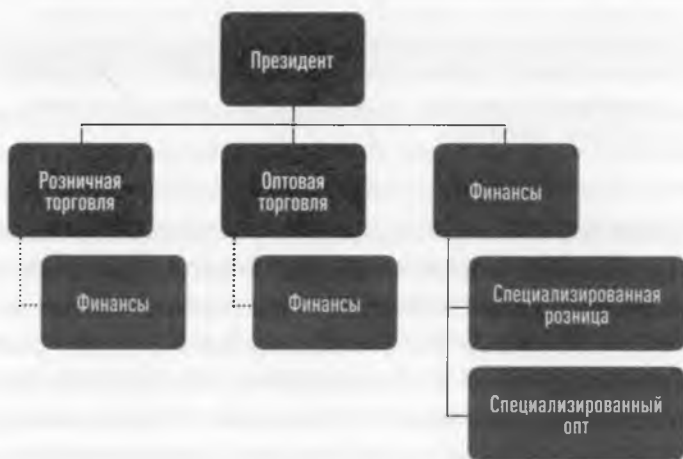 Президент
Розничная
торговля
Оптовая
торговля
Финансы
Финансы
Финансы
Специализированная
розница
Специализированный
опт